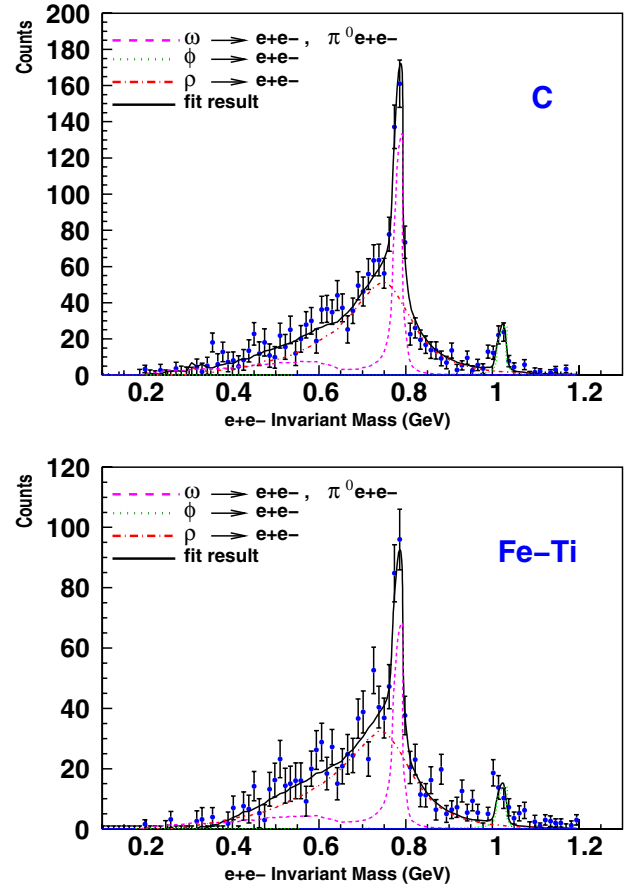 Counts
200
180
160
140
120
100
80
60
40
20
0
ω → e+e− , π⁰e+e−
ϕ → e+e−
ρ → e+e−
fit result
C
0.2 0.4 0.6 0.8 1 1.2
e+e− Invariant Mass (GeV)
Counts
120
100
80
60
40
20
0
ω → e+e− , π⁰e+e−
ϕ → e+e−
ρ → e+e−
fit result
Fe−Ti
0.2 0.4 0.6 0.8 1 1.2
e+e− Invariant Mass (GeV)